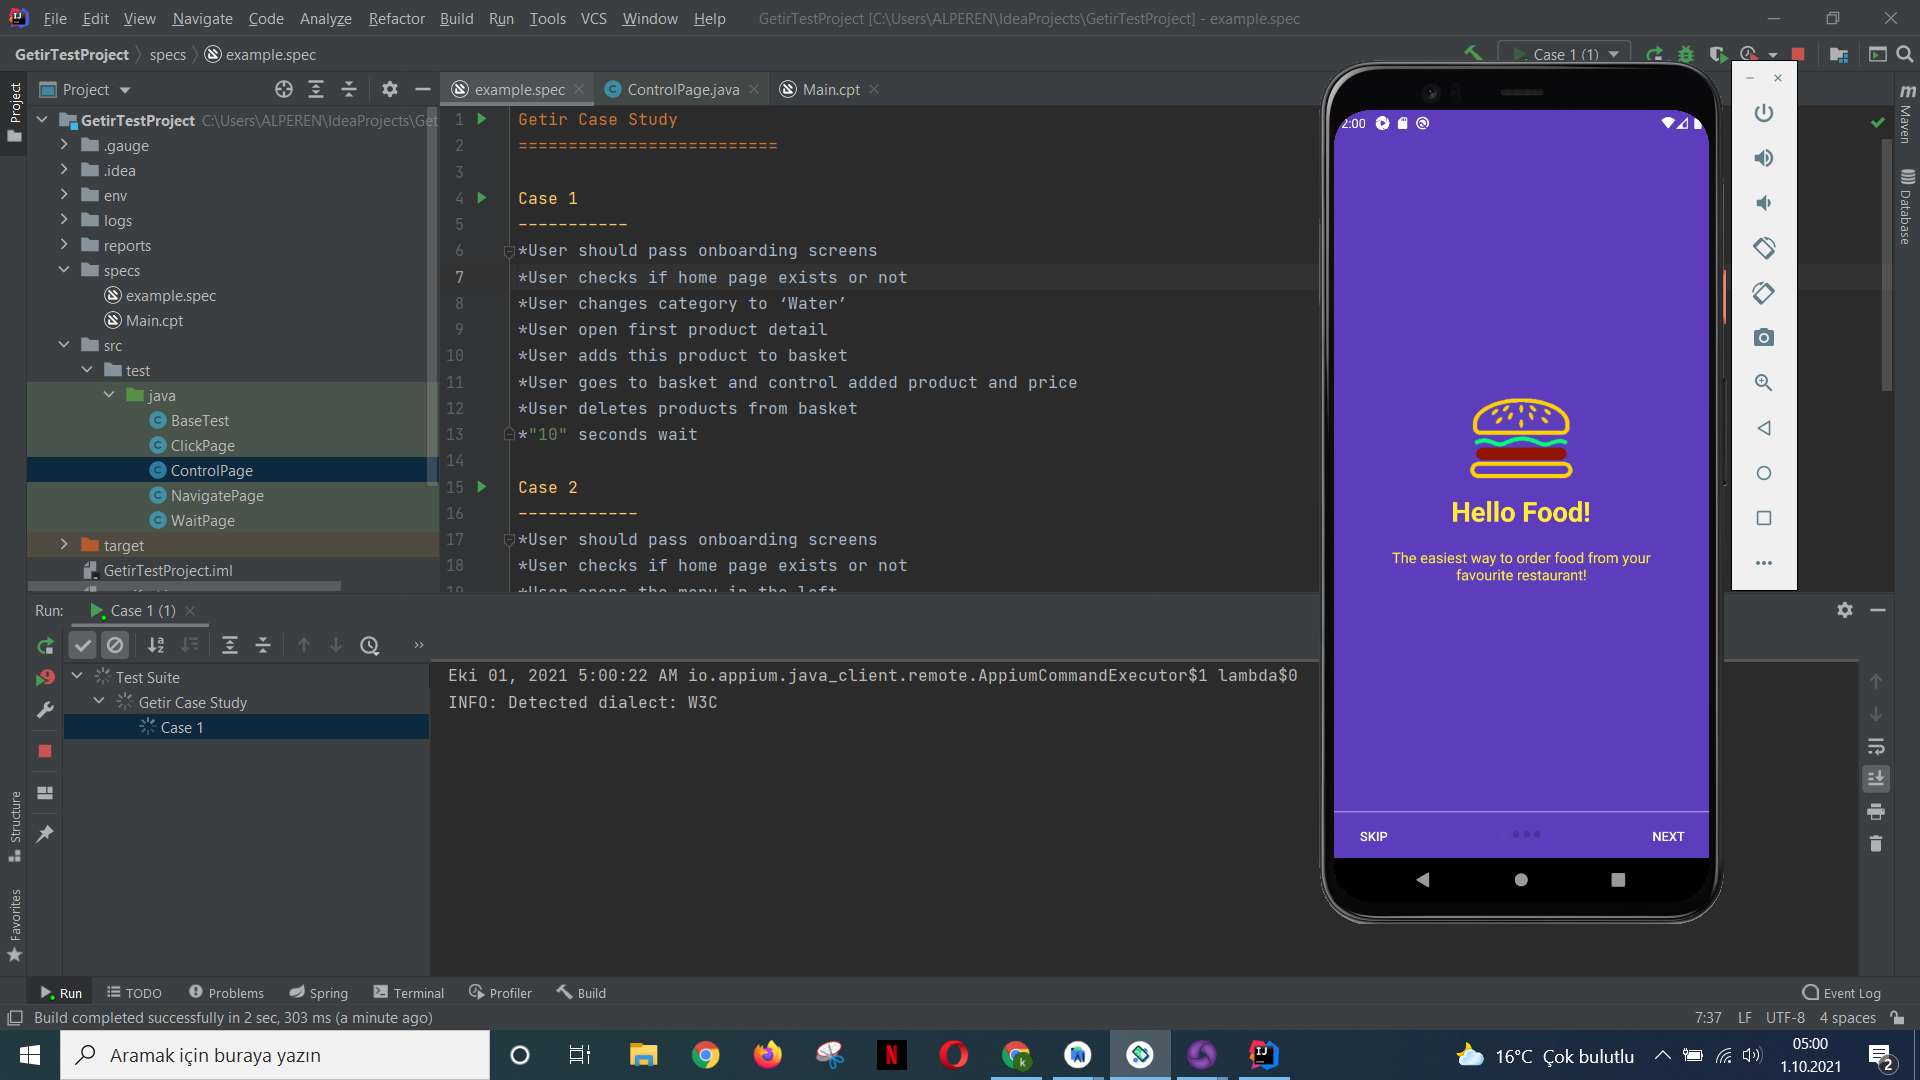 File Edit View Navigate Code Analyze Refactor Build Run Tools VCS Window Help GetirTestProject [C:\Users\ALPEREN\IdeaProjects\GetirTestProject] - example.spec
GetirTestProject specs example.spec Case 1 (1)
Project
Project
example.spec ControlPage.java Main.cpt
GetirTestProject C:\Users\ALPEREN\IdeaProjects\Get
.gauge
.idea
env
logs
reports
specs
example.spec
Main.cpt
src
test
java
BaseTest
ClickPage
ControlPage
NavigatePage
WaitPage
target
GetirTestProject.iml
1 Getir Case Study
2 ==========================
3
4 Case 1
5 -----------
6 *User should pass onboarding screens
7 *User checks if home page exists or not
8 *User changes category to ‘Water’
9 *User open first product detail
10 *User adds this product to basket
11 *User goes to basket and control added product and price
12 *User deletes products from basket
13 *"10" seconds wait
14
15 Case 2
16 ------------
17 *User should pass onboarding screens
18 *User checks if home page exists or not
19 *User opens the menu in the left
Maven
Database
2:00
Hello Food!
The easiest way to order food from your
favourite restaurant!
SKIP NEXT
Run: Case 1 (1)
Test Suite
Getir Case Study
Case 1
Eki 01, 2021 5:00:22 AM io.appium.java_client.remote.AppiumCommandExecutor$1 lambda$0
INFO: Detected dialect: W3C
Structure
Favorites
Run TODO Problems Spring Terminal Profiler Build Event Log
Build completed successfully in 2 sec, 303 ms (a minute ago) 7:37 LF UTF-8 4 spaces
Aramak için buraya yazın
16°C Çok bulutlu
05:00
1.10.2021
2